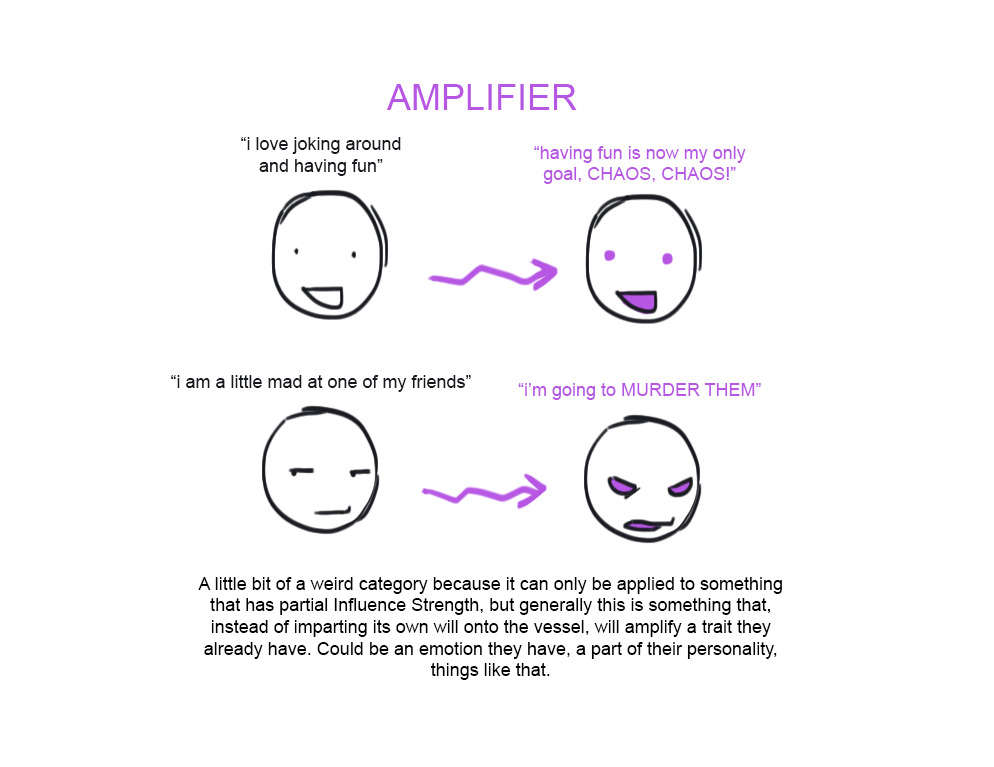 AMPLIFIER
“i love joking around
and having fun”
“having fun is now my only
goal, CHAOS, CHAOS!”
“i am a little mad at one of my friends”
“i’m going to MURDER THEM”
A little bit of a weird category because it can only be applied to something
that has partial Influence Strength, but generally this is something that,
instead of imparting its own will onto the vessel, will amplify a trait they
already have. Could be an emotion they have, a part of their personality,
things like that.